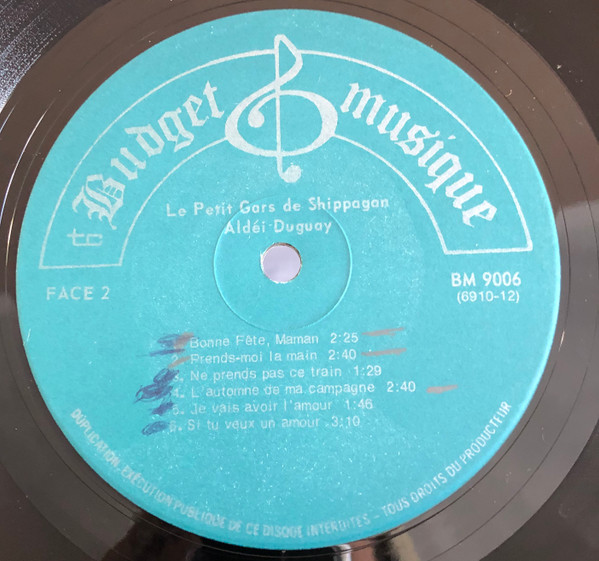 Budget musique
Le Petit Gars de Shippagan
Aldéi Duguay
FACE 2
BM 9006
(6910-12)
Bonne Fête, Maman 2:25
Prends-moi la main 2:40
Ne prends pas ce train 1:29
4. L'automne de ma campagne 2:40
5. Je vais avoir l'amour 1:46
6. Si tu veux un amour 3:10
DUPLICATION, EXÉCUTION PUBLIQUE DE CE DISQUE INTERDITES - TOUS DROITS DU PRODUCTEUR